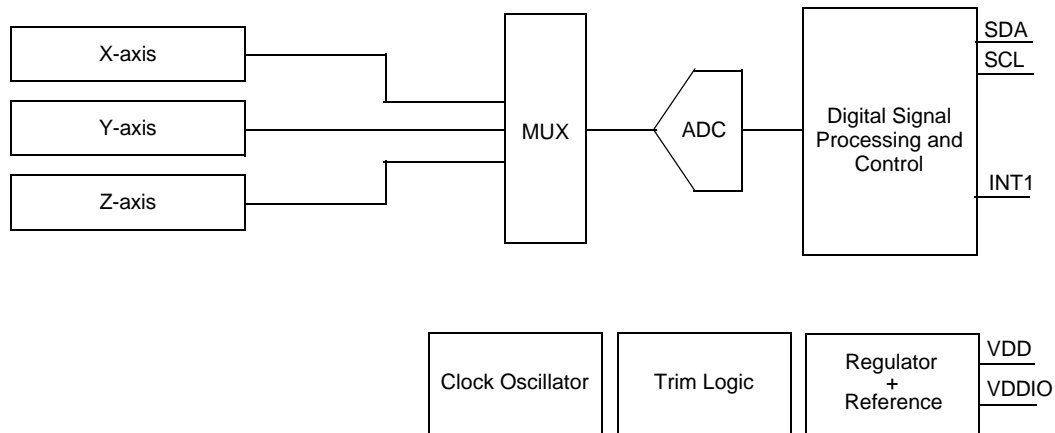 X-axis
Y-axis
Z-axis
MUX
ADC
Digital Signal
Processing and
Control
SDA
SCL
INT1
Clock Oscillator
Trim Logic
Regulator
+
Reference
VDD
VDDIO